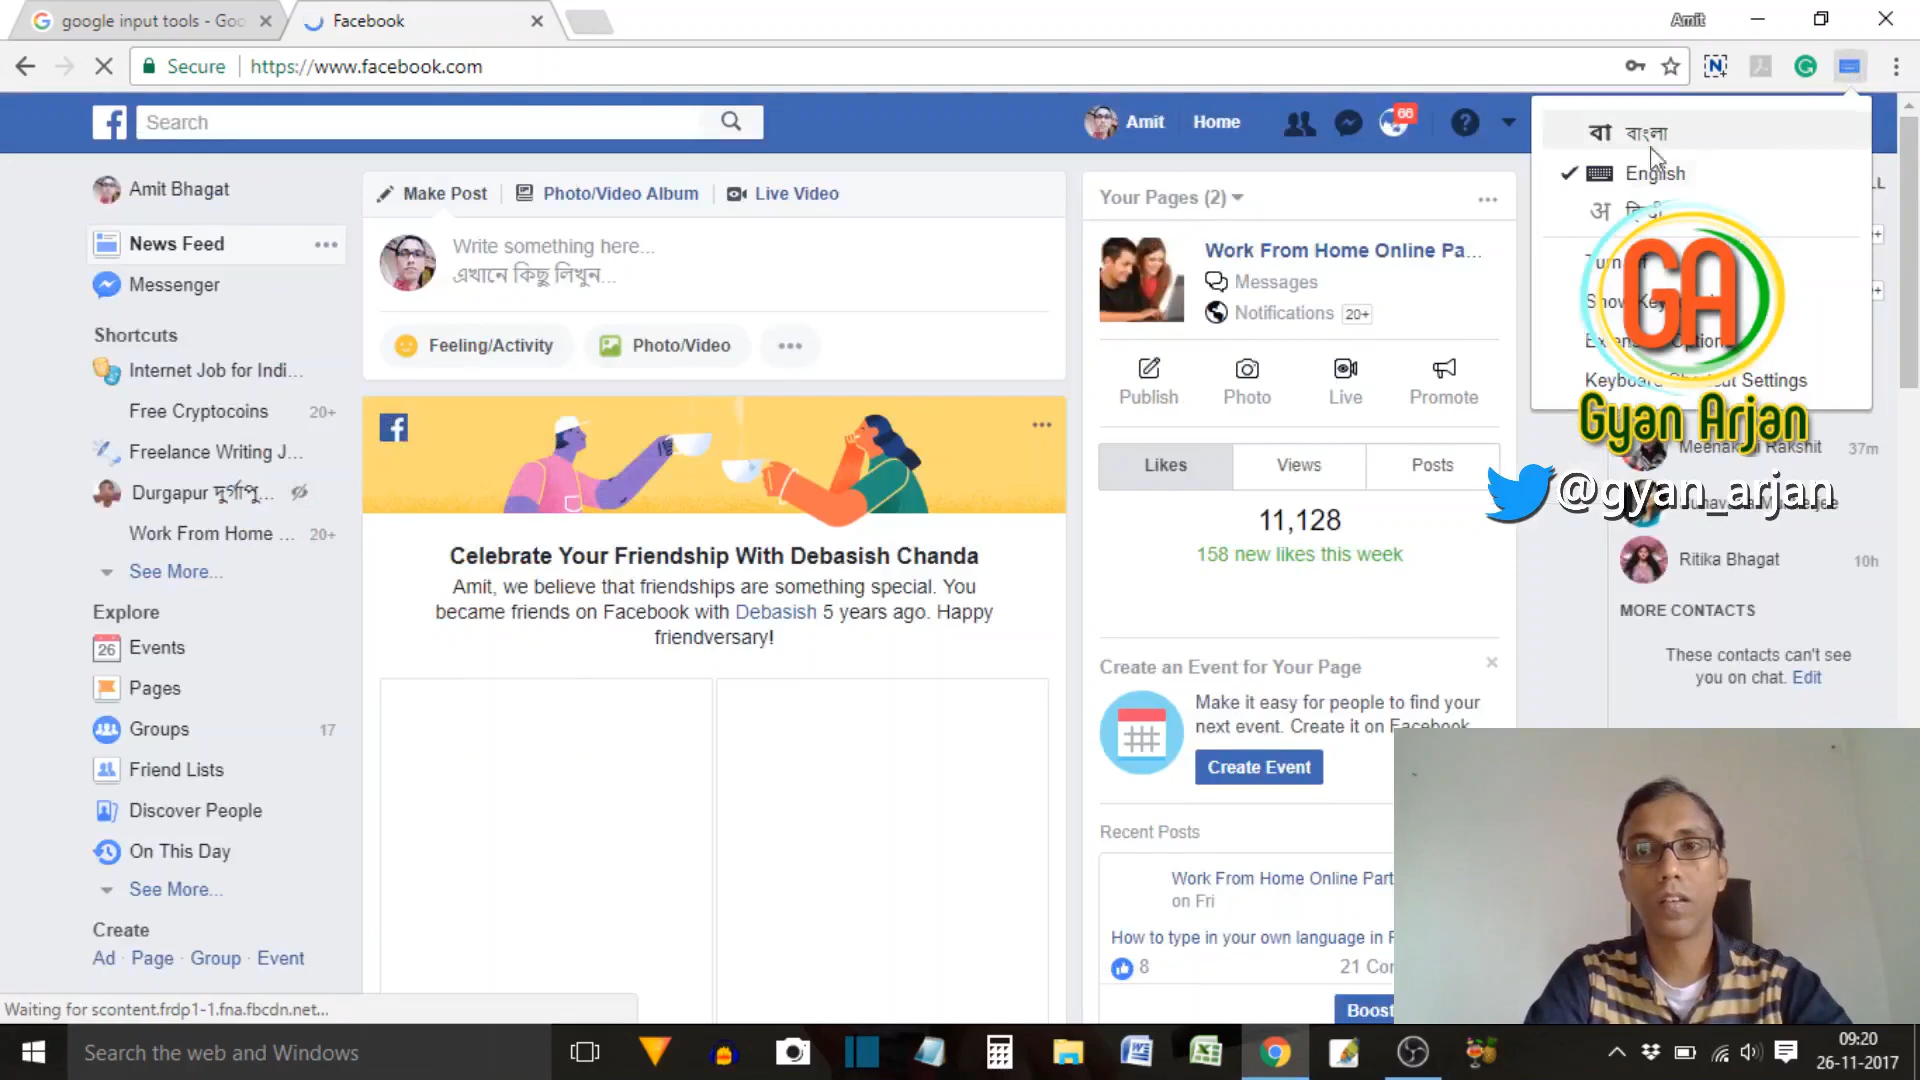 google input tools - Goo
Facebook
Amit
Secure
https://www.facebook.com
Search
Amit
Home
66
বা বাংলা
English
अ हिन्दी
Keyboard Shortcut Settings
GA
Gyan Arjan
@gyan_arjan
Amit Bhagat
News Feed
Messenger
Shortcuts
Internet Job for Indi...
Free Cryptocoins 20+
Freelance Writing J...
Durgapur দুর্গাপু...
Work From Home ... 20+
See More...
Explore
26 Events
Pages
Groups 17
Friend Lists
Discover People
On This Day
See More...
Create
Ad · Page · Group · Event
Make Post
Photo/Video Album
Live Video
Write something here...
এখানে কিছু লিখুন...
Feeling/Activity
Photo/Video
Celebrate Your Friendship With Debasish Chanda
Amit, we believe that friendships are something special. You
became friends on Facebook with Debasish 5 years ago. Happy
friendversary!
Your Pages (2)
Work From Home Online Pa...
Messages
Notifications 20+
Publish Photo Live Promote
Likes Views Posts
11,128
158 new likes this week
Create an Event for Your Page
Make it easy for people to find your
next event. Create it on Facebook.
Create Event
Recent Posts
Work From Home Online Part
on Fri
How to type in your own language in F
8 21 Cor
Boost
Meenakshi Rakshit 37m
Ritika Bhagat 10h
MORE CONTACTS
These contacts can't see
you on chat. Edit
Waiting for scontent.frdp1-1.fna.fbcdn.net...
Search the web and Windows
09:20
26-11-2017